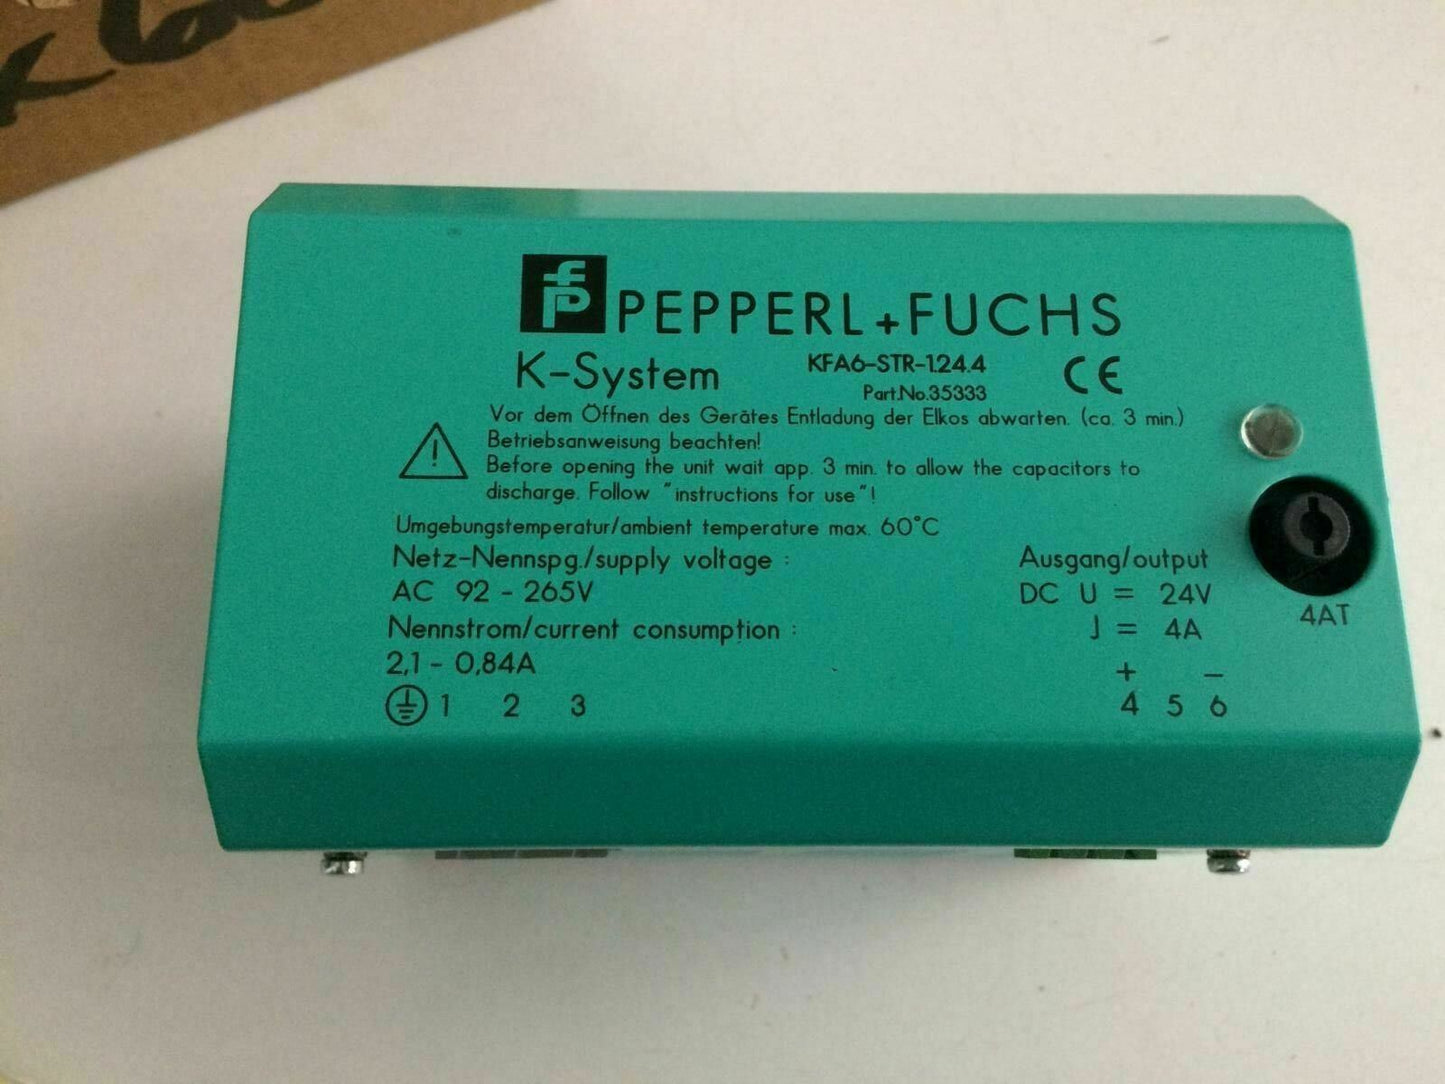 PEPPERL+FUCHS
K-System KFA6-STR-1.24.4 CE
Part.No.35333
Vor dem Öffnen des Gerätes Entladung der Elkos abwarten. (ca. 3 min.)
Betriebsanweisung beachten!
Before opening the unit wait app. 3 min. to allow the capacitors to
discharge. Follow "instructions for use"!
Umgebungstemperatur/ambient temperature max. 60°C
Netz-Nennspg./supply voltage :
AC 92 - 265V
Nennstrom/current consumption :
2,1 - 0,84A
1 2 3
Ausgang/output
DC U = 24V
J = 4A
+ -
4 5 6
4AT